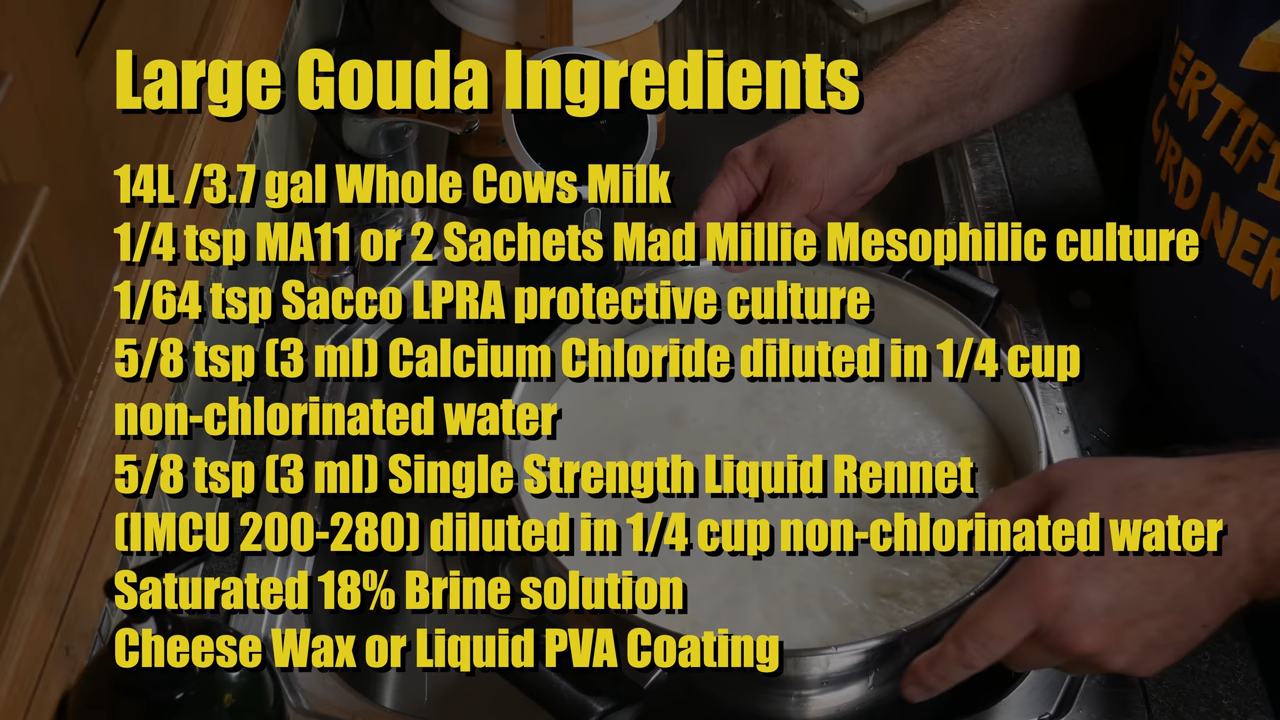 Large Gouda Ingredients
14L /3.7 gal Whole Cows Milk
1/4 tsp MA11 or 2 Sachets Mad Millie Mesophilic culture
1/64 tsp Sacco LPRA protective culture
5/8 tsp (3 ml) Calcium Chloride diluted in 1/4 cup
non-chlorinated water
5/8 tsp (3 ml) Single Strength Liquid Rennet
(IMCU 200-280) diluted in 1/4 cup non-chlorinated water
Saturated 18% Brine solution
Cheese Wax or Liquid PVA Coating